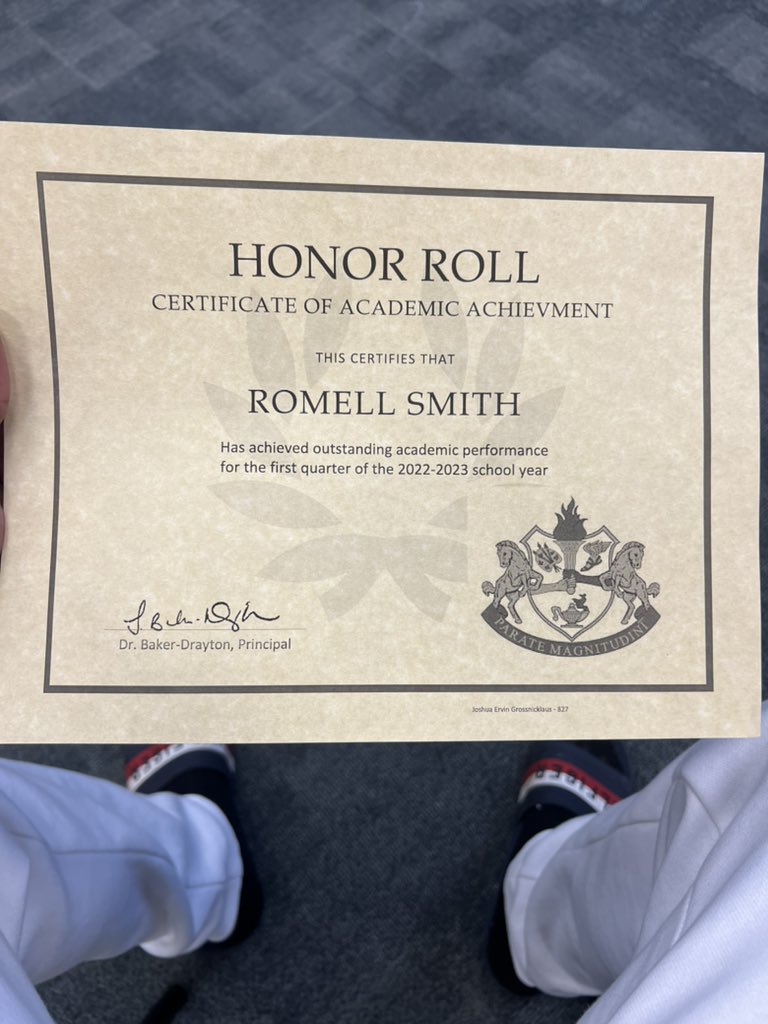 HONOR ROLL
CERTIFICATE OF ACADEMIC ACHIEVMENT
THIS CERTIFIES THAT
ROMELL SMITH
Has achieved outstanding academic performance
for the first quarter of the 2022-2023 school year
Dr. Baker-Drayton, Principal
PARATE MAGNITUDINI
Joshua Ervin Grossnicklaus - 827